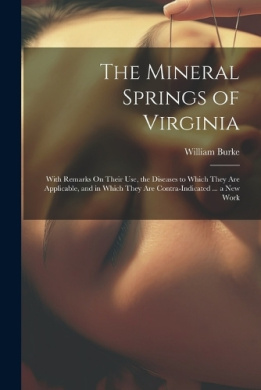 The Mineral
Springs of
Virginia
William Burke
With Remarks On Their Use, the Diseases to Which They Are
Applicable, and in Which They Are Contra-Indicated ... a New
Work